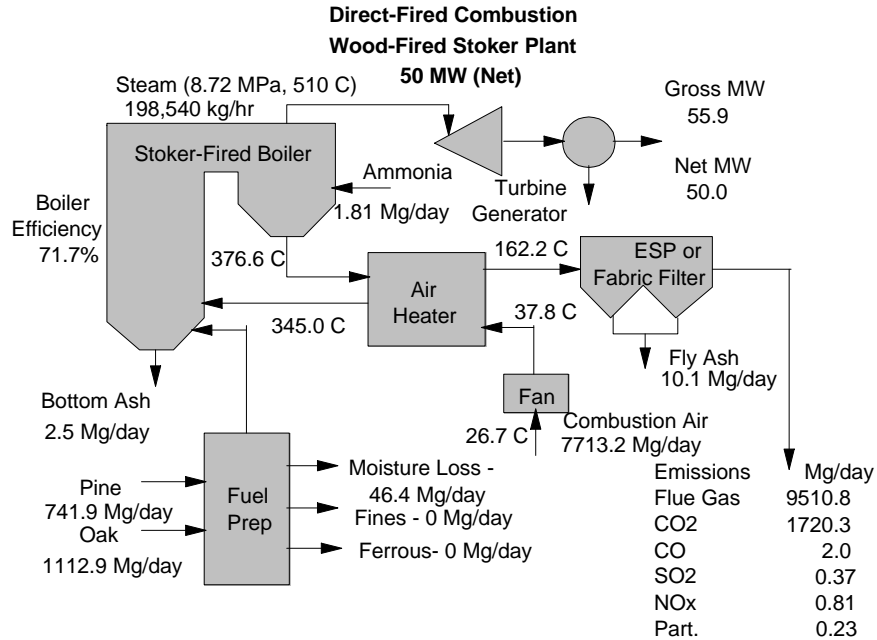 Direct-Fired Combustion
Wood-Fired Stoker Plant
50 MW (Net)
Steam (8.72 MPa, 510 C)
198,540 kg/hr
Gross MW
55.9
Stoker-Fired Boiler
Ammonia
1.81 Mg/day
Turbine
Generator
Net MW
50.0
Boiler
Efficiency
71.7%
376.6 C
162.2 C
ESP or
Fabric Filter
Air
Heater
345.0 C
37.8 C
Fly Ash
10.1 Mg/day
Fan
Bottom Ash
2.5 Mg/day
26.7 C
Combustion Air
7713.2 Mg/day
Pine
741.9 Mg/day
Oak
1112.9 Mg/day
Fuel
Prep
Moisture Loss -
46.4 Mg/day
Fines - 0 Mg/day
Ferrous- 0 Mg/day
Emissions Mg/day
Flue Gas 9510.8
CO2 1720.3
CO 2.0
SO2 0.37
NOx 0.81
Part. 0.23